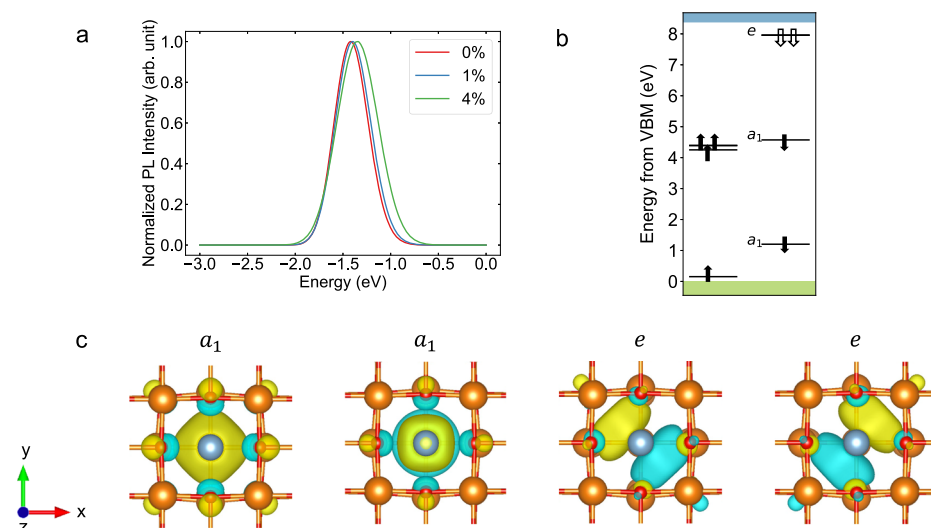 a
Normalized PL Intensity (arb. unit)
1.0
0.8
0.6
0.4
0.2
0.0
−3.0 −2.5 −2.0 −1.5 −1.0 −0.5 0.0
Energy (eV)
0%
1%
4%
b
Energy from VBM (eV)
8
7
6
5
4
3
2
1
0
e
a₁
a₁
c
a₁ a₁ e e
y
z x